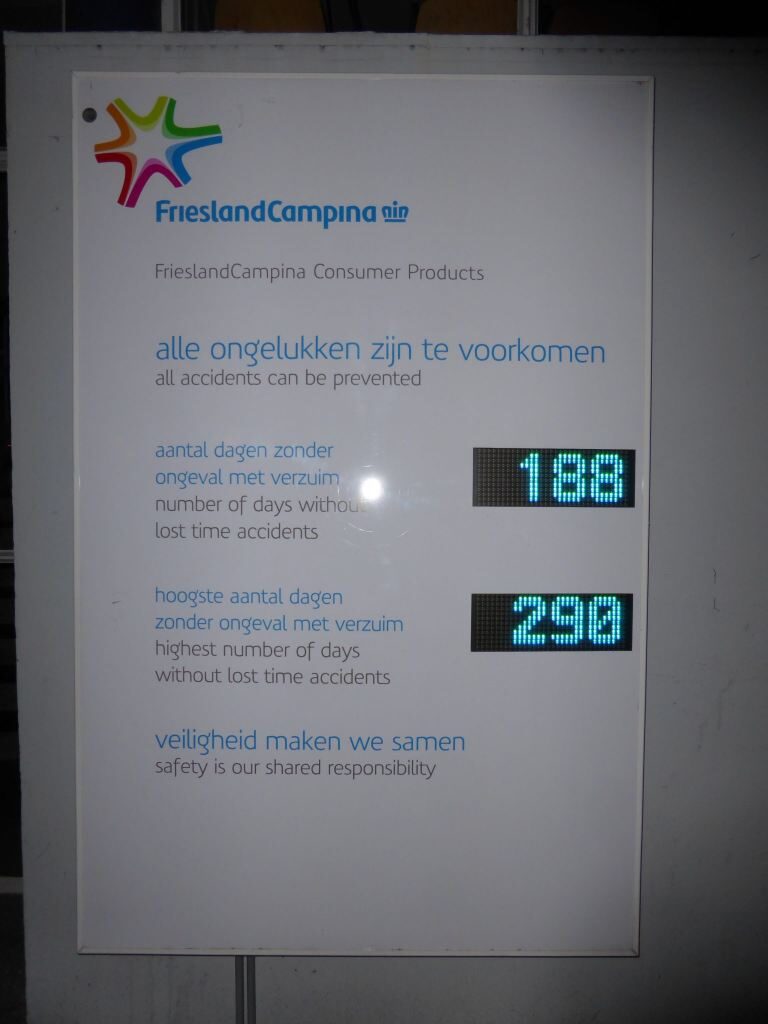 FrieslandCampina nin
FrieslandCampina Consumer Products
alle ongelukken zijn te voorkomen
all accidents can be prevented
aantal dagen zonder
ongeval met verzuim
number of days without
lost time accidents
188
hoogste aantal dagen
zonder ongeval met verzuim
highest number of days
without lost time accidents
290
veiligheid maken we samen
safety is our shared responsibility